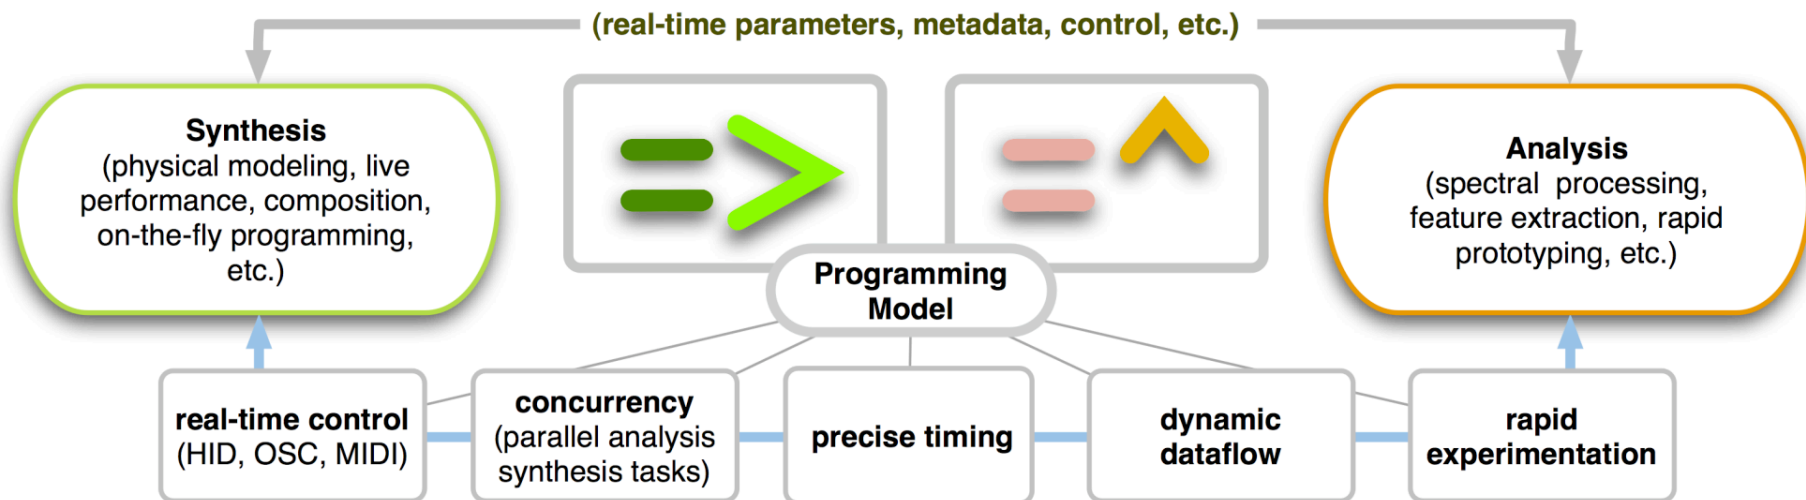 (real-time parameters, metadata, control, etc.)
Synthesis
(physical modeling, live
performance, composition,
on-the-fly programming,
etc.)
=>
=^
Analysis
(spectral processing,
feature extraction, rapid
prototyping, etc.)
Programming
Model
real-time control
(HID, OSC, MIDI)
concurrency
(parallel analysis
synthesis tasks)
precise timing
dynamic
dataflow
rapid
experimentation